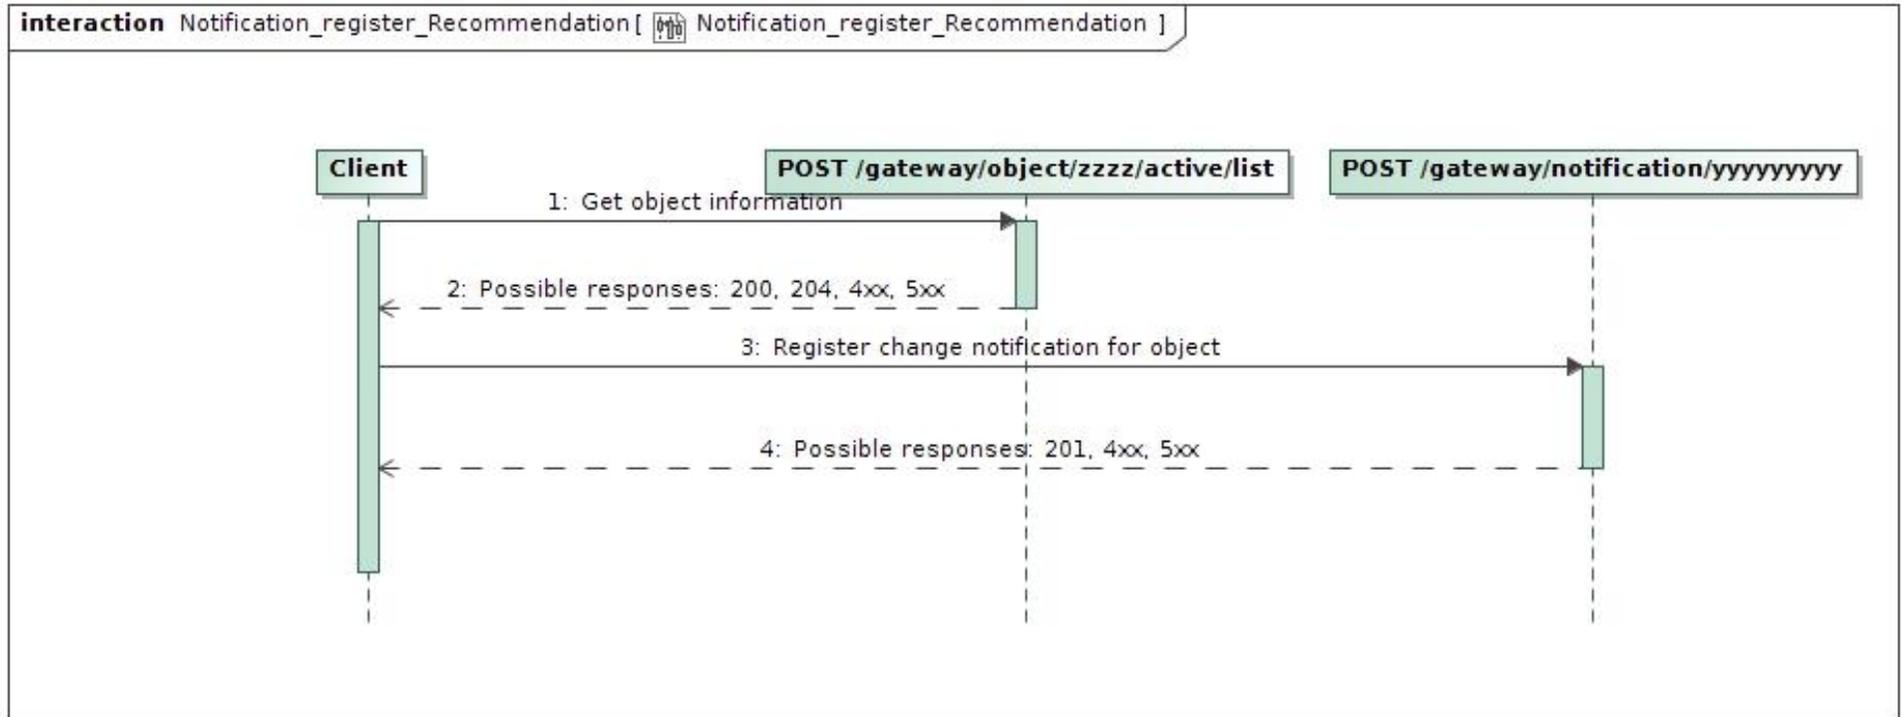 interaction Notification_register_Recommendation[ Notification_register_Recommendation ]
Client
POST /gateway/object/zzzz/active/list
POST /gateway/notification/yyyyyyyyy
1: Get object information
2: Possible responses: 200, 204, 4xx, 5xx
3: Register change notification for object
4: Possible responses: 201, 4xx, 5xx